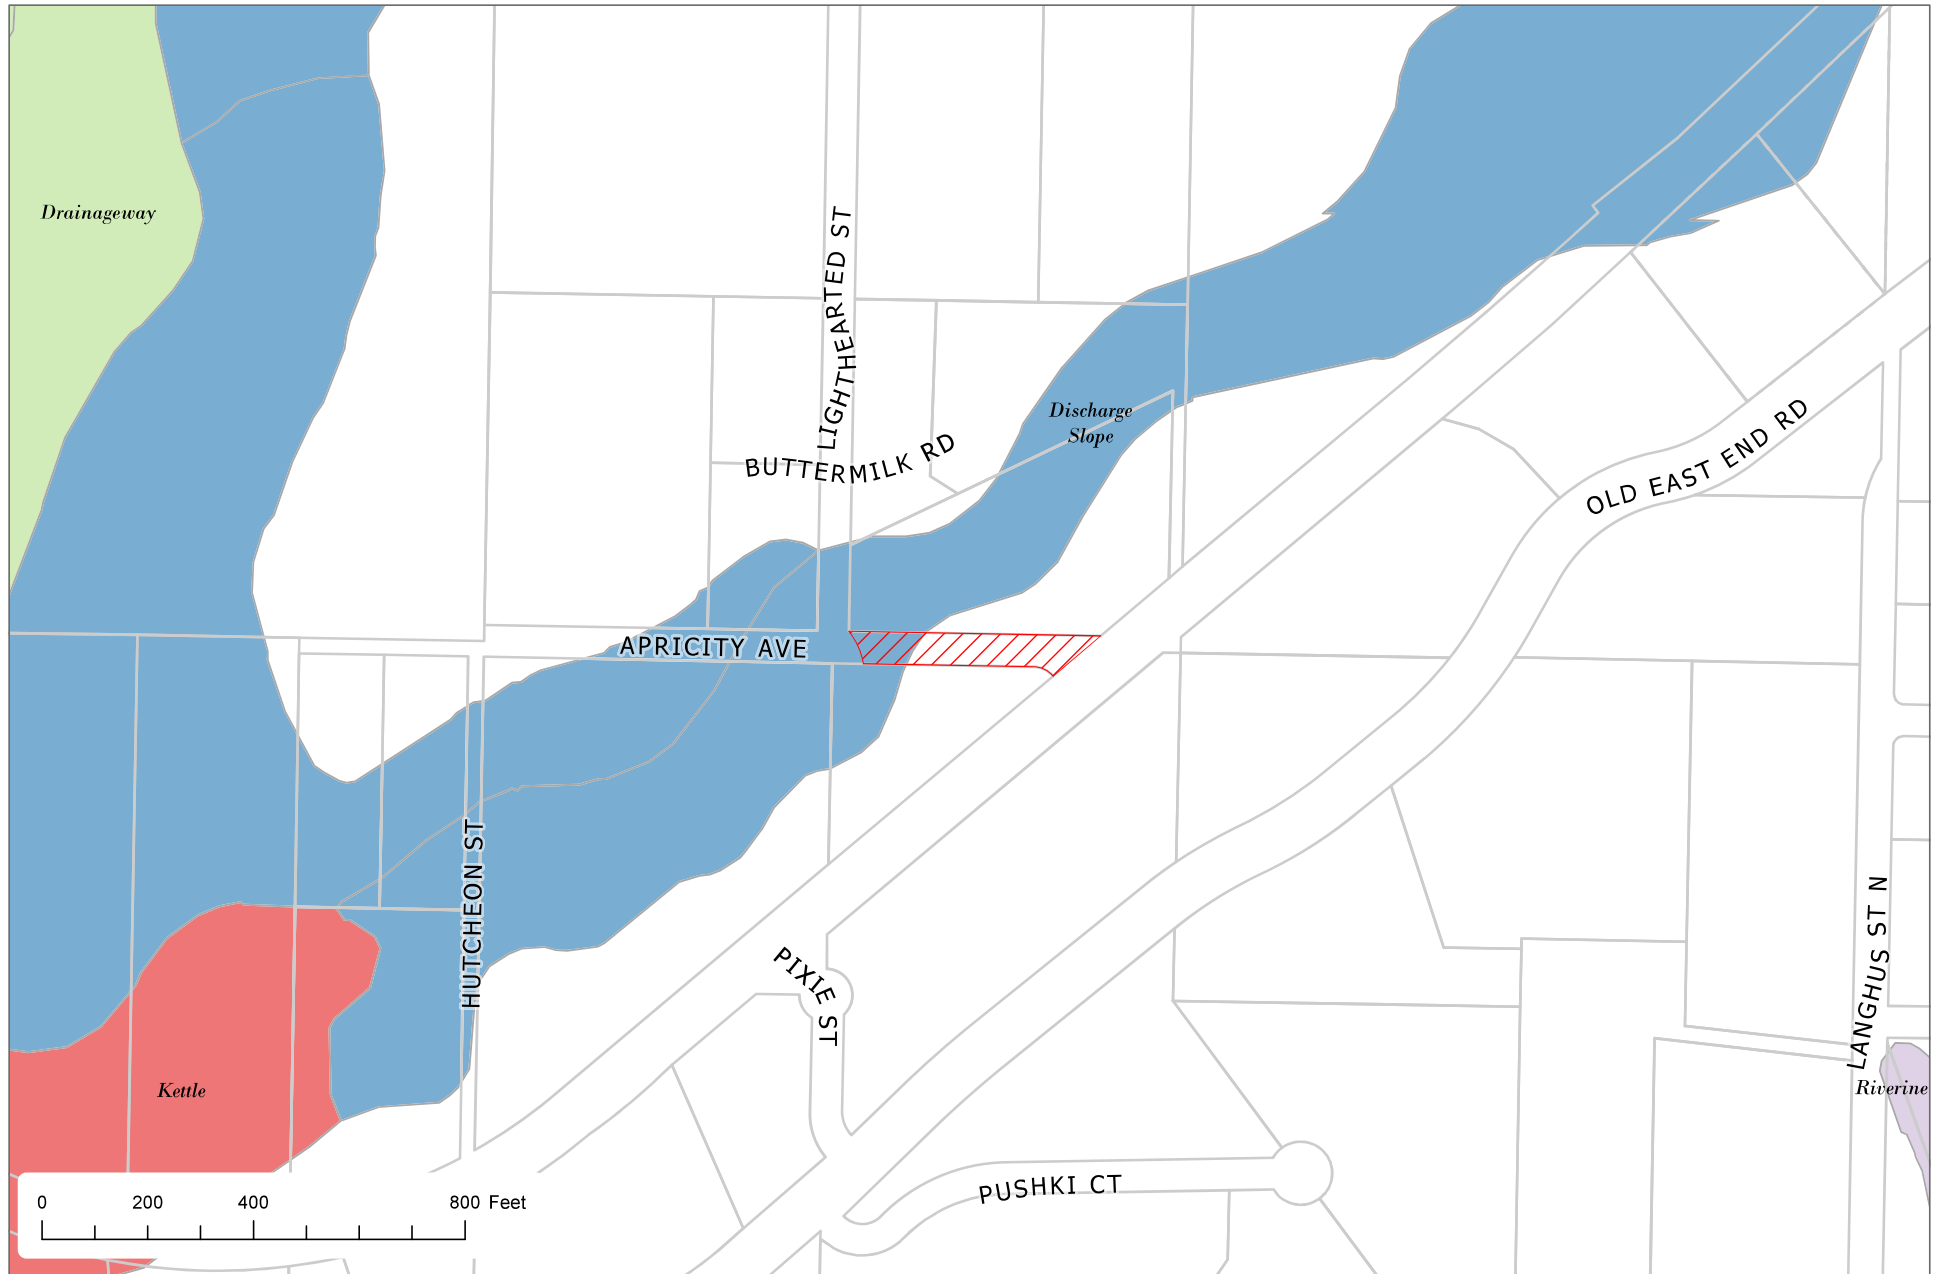 Drainageway
LIGHTHEARTED ST
Discharge
Slope
BUTTERMILK RD
OLD EAST END RD
APRICITY AVE
HUTCHEON ST
PIXIE ST
LANGHUS ST N
Kettle
Riverine
PUSHKI CT
0 200 400 800 Feet